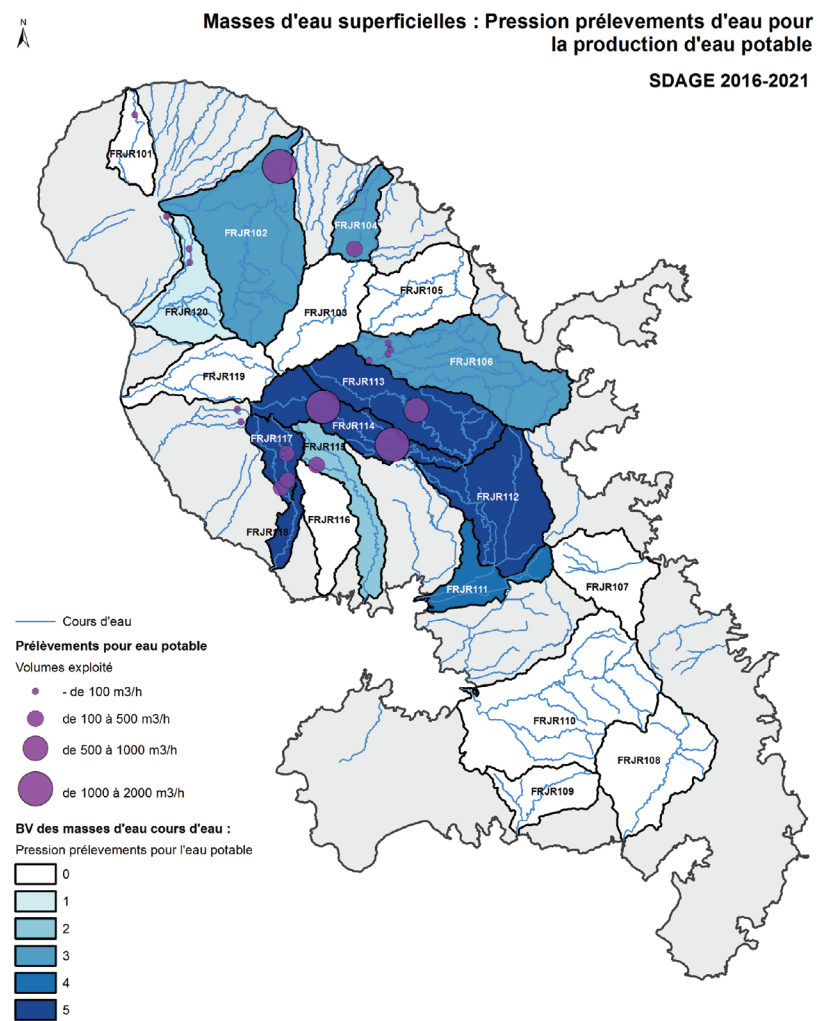 Masses d'eau superficielles : Pression prélevements d'eau pour
la production d'eau potable
SDAGE 2016-2021
N
FRJR101
FRJR102
FRJR104
FRJR105
FRJR103
FRJR120
FRJR106
FRJR119
FRJR113
FRJR114
FRJR117
FRJR115
FRJR112
FRJR116
FRJR118
FRJR111
FRJR107
FRJR110
FRJR108
FRJR109
Cours d'eau
Prélèvements pour eau potable
Volumes exploité
- de 100 m3/h
de 100 à 500 m3/h
de 500 à 1000 m3/h
de 1000 à 2000 m3/h
BV des masses d'eau cours d'eau :
Pression prélevements pour l'eau potable
0
1
2
3
4
5